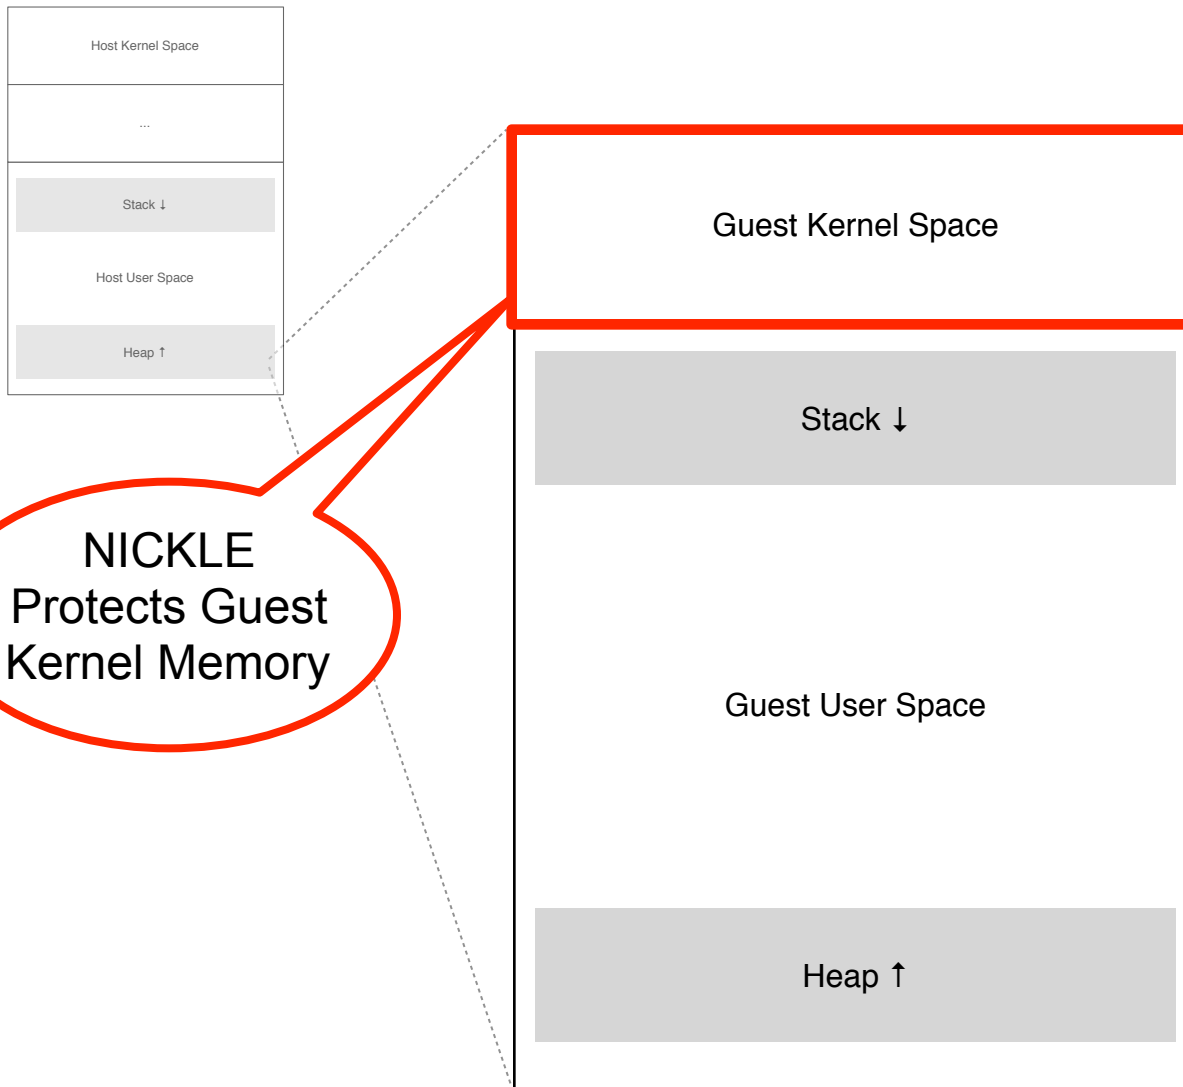 Host Kernel Space
...
Stack ↓
Host User Space
Heap ↑
Guest Kernel Space
Stack ↓
NICKLE
Protects Guest
Kernel Memory
Guest User Space
Heap ↑